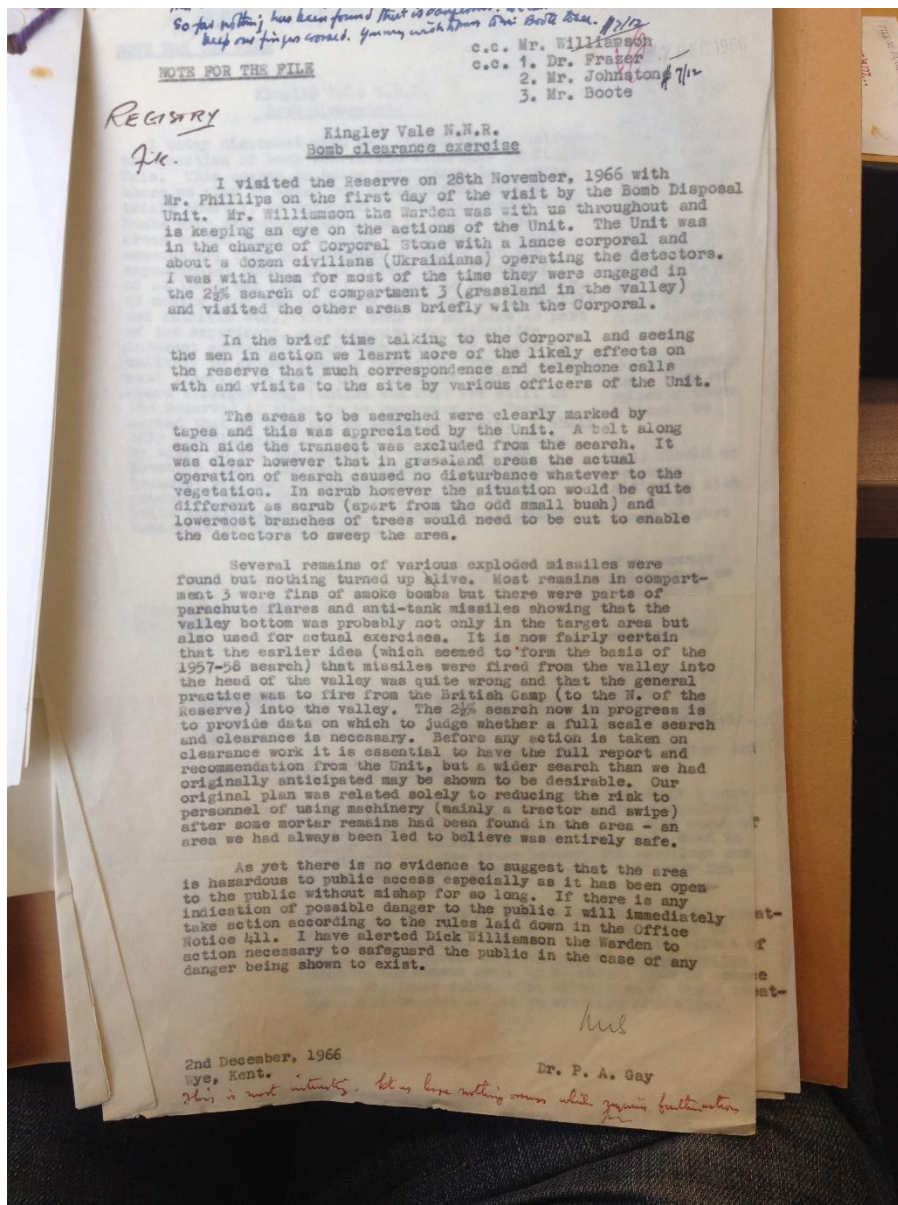 So far nothing has been found that is dangerous.
keep our fingers crossed. You may wish to Mr Boote to see. 7/12
c.c. Mr. Williamson
NOTE FOR THE FILE
c.c. 1. Dr. Fraser
2. Mr. Johnstone 7/12
3. Mr. Boote
REGISTRY
File.
Kingley Vale N.N.R.
Bomb clearance exercise
I visited the Reserve on 28th November, 1966 with
Mr. Phillips on the first day of the visit by the Bomb Disposal
Unit. Mr. Williamson the Warden was with us throughout and
is keeping an eye on the actions of the Unit. The Unit was
in the charge of Corporal Stone with a lance corporal and
about a dozen civilians (Ukrainians) operating the detectors.
I was with them for most of the time they were engaged in
the 2½% search of compartment 3 (grassland in the valley)
and visited the other areas briefly with the Corporal.
In the brief time talking to the Corporal and seeing
the men in action we learnt more of the likely effects on
the reserve that much correspondence and telephone calls
with and visits to the site by various officers of the Unit.
The areas to be searched were clearly marked by
tapes and this was appreciated by the Unit. A belt along
each side the transect was excluded from the search. It
was clear however that in grassland areas the actual
operation of search caused no disturbance whatever to the
vegetation. In scrub however the situation would be quite
different as scrub (apart from the odd small bush) and
lowermost branches of trees would need to be cut to enable
the detectors to sweep the area.
Several remains of various exploded missiles were
found but nothing turned up alive. Most remains in compart-
ment 3 were fins of smoke bombs but there were parts of
parachute flares and anti-tank missiles showing that the
valley bottom was probably not only in the target area but
also used for actual exercises. It is now fairly certain
that the earlier idea (which seemed to form the basis of the
1957-58 search) that missiles were fired from the valley into
the head of the valley was quite wrong and that the general
practice was to fire from the British Camp (to the N. of the
Reserve) into the valley. The 2½% search now in progress is
to provide data on which to judge whether a full scale search
and clearance is necessary. Before any action is taken on
clearance work it is essential to have the full report and
recommendation from the Unit, but a wider search than we had
originally anticipated may be shown to be desirable. Our
original plan was related solely to reducing the risk to
personnel of using machinery (mainly a tractor and swipe)
after some mortar remains had been found in the area - an
area we had always been led to believe was entirely safe.
As yet there is no evidence to suggest that the area
is hazardous to public access especially as it has been open
to the public without mishap for so long. If there is any
indication of possible danger to the public I will immediately
take action according to the rules laid down in the Office
Notice 411. I have alerted Dick Williamson the Warden to
action necessary to safeguard the public in the case of any
danger being shown to exist.
2nd December, 1966
Wye, Kent.
Dr. P. A. Gay
This is most interesting. Let us hope nothing occurs which requires further action